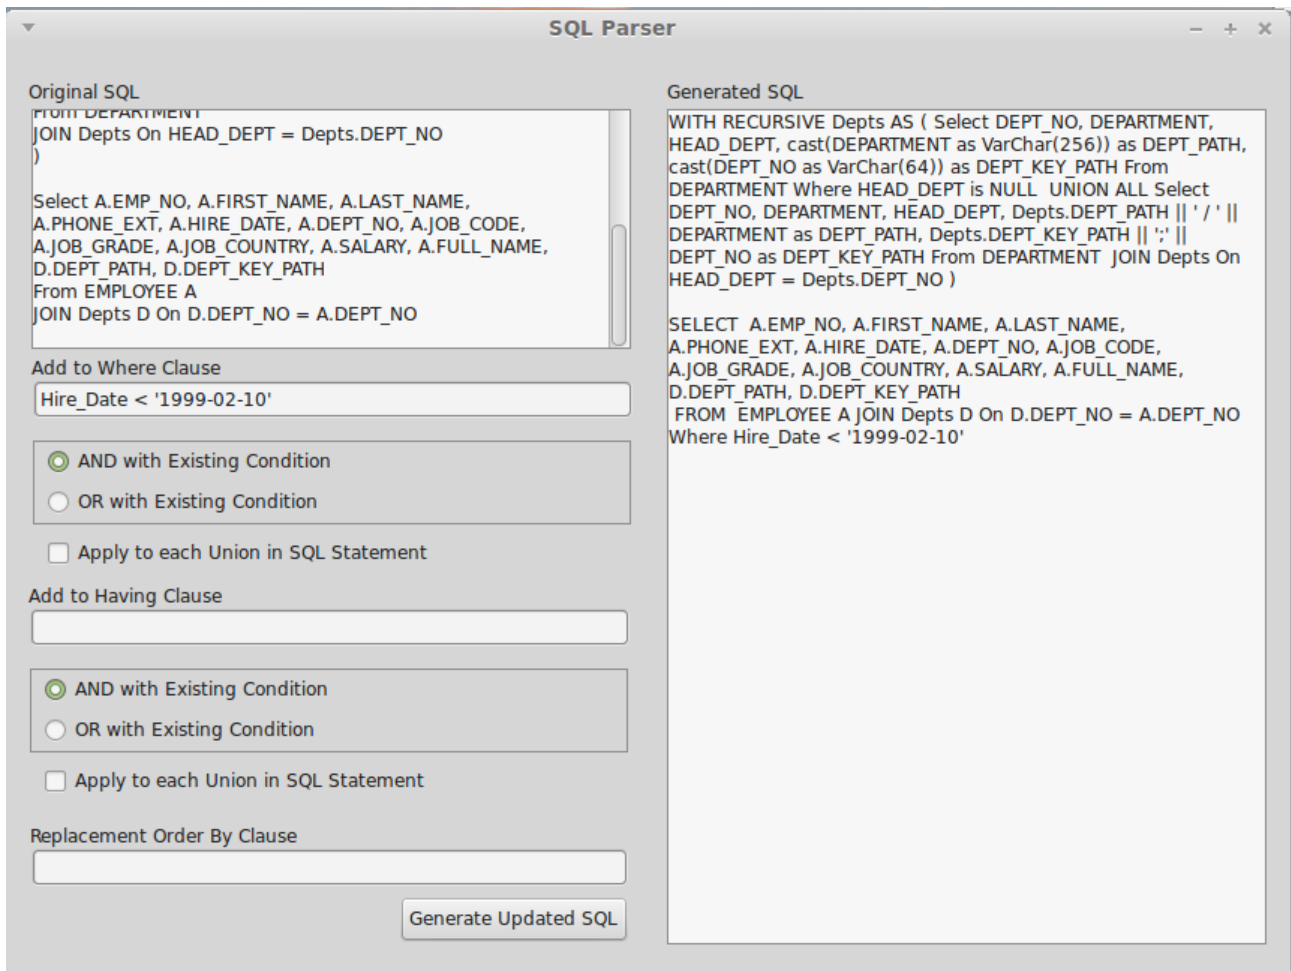 SQL Parser
Original SQL
From DEPARTMENT
JOIN Depts On HEAD_DEPT = Depts.DEPT_NO
)
Select A.EMP_NO, A.FIRST_NAME, A.LAST_NAME,
A.PHONE_EXT, A.HIRE_DATE, A.DEPT_NO, A.JOB_CODE,
A.JOB_GRADE, A.JOB_COUNTRY, A.SALARY, A.FULL_NAME,
D.DEPT_PATH, D.DEPT_KEY_PATH
From EMPLOYEE A
JOIN Depts D On D.DEPT_NO = A.DEPT_NO
Add to Where Clause
Hire_Date < '1999-02-10'
AND with Existing Condition
OR with Existing Condition
Apply to each Union in SQL Statement
Add to Having Clause
AND with Existing Condition
OR with Existing Condition
Apply to each Union in SQL Statement
Replacement Order By Clause
Generate Updated SQL
Generated SQL
WITH RECURSIVE Depts AS ( Select DEPT_NO, DEPARTMENT,
HEAD_DEPT, cast(DEPARTMENT as VarChar(256)) as DEPT_PATH,
cast(DEPT_NO as VarChar(64)) as DEPT_KEY_PATH From
DEPARTMENT Where HEAD_DEPT is NULL  UNION ALL Select
DEPT_NO, DEPARTMENT, HEAD_DEPT, Depts.DEPT_PATH || ' / ' ||
DEPARTMENT as DEPT_PATH, Depts.DEPT_KEY_PATH || ';' ||
DEPT_NO as DEPT_KEY_PATH From DEPARTMENT  JOIN Depts On
HEAD_DEPT = Depts.DEPT_NO )
SELECT  A.EMP_NO, A.FIRST_NAME, A.LAST_NAME,
A.PHONE_EXT, A.HIRE_DATE, A.DEPT_NO, A.JOB_CODE,
A.JOB_GRADE, A.JOB_COUNTRY, A.SALARY, A.FULL_NAME,
D.DEPT_PATH, D.DEPT_KEY_PATH
FROM  EMPLOYEE A JOIN Depts D On D.DEPT_NO = A.DEPT_NO
Where Hire_Date < '1999-02-10'